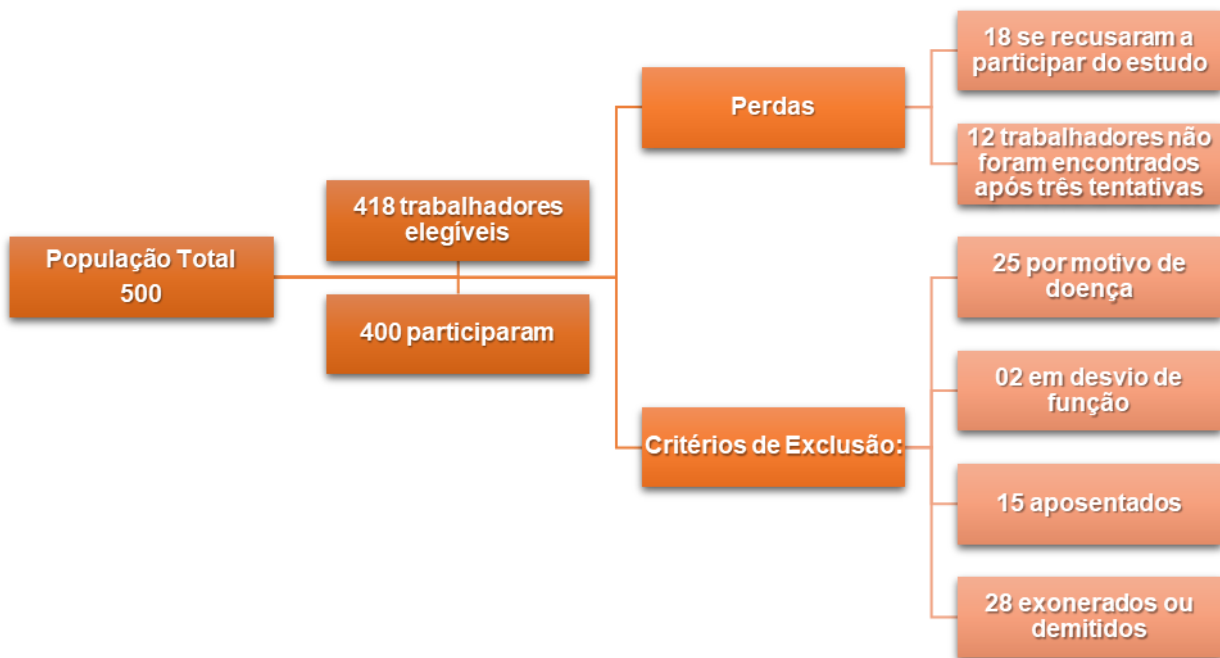 População Total
500
418 trabalhadores
elegíveis
400 participaram
Perdas
18 se recusaram a
participar do estudo
12 trabalhadores não
foram encontrados
após três tentativas
Critérios de Exclusão:
25 por motivo de
doença
02 em desvio de
função
15 aposentados
28 exonerados ou
demitidos